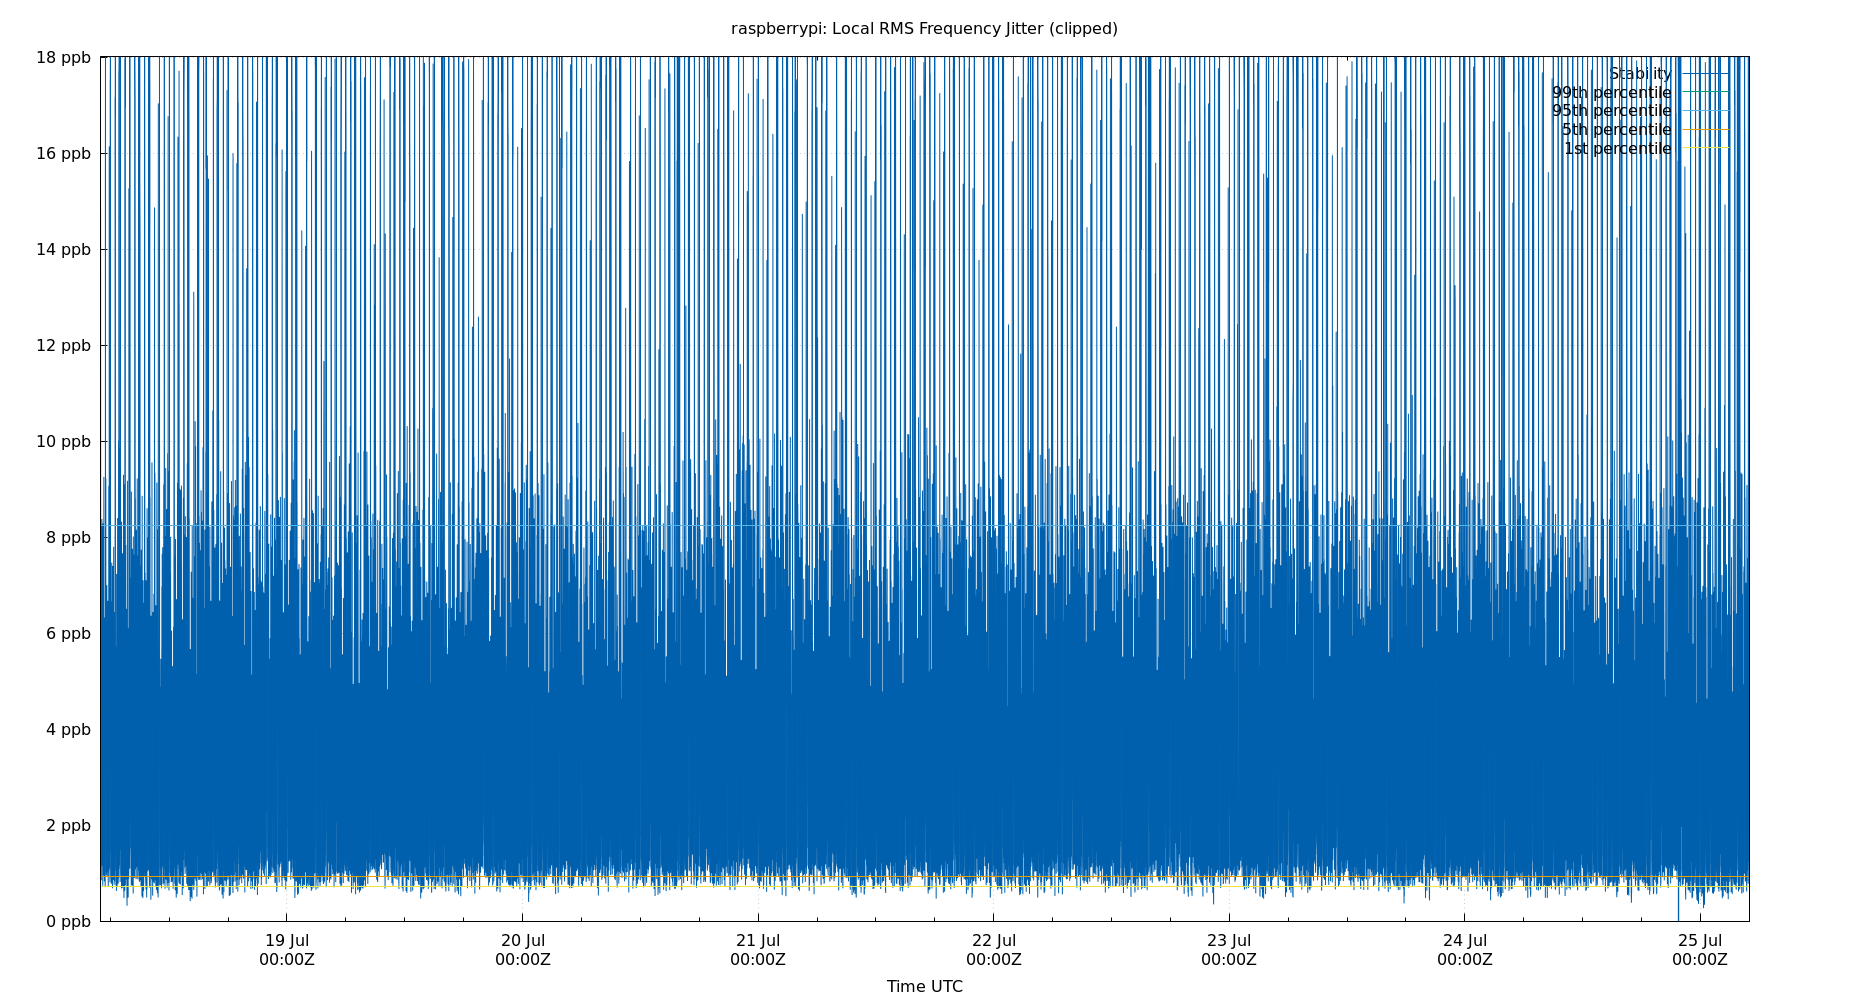 raspberrypi: Local RMS Frequency Jitter (clipped)
18 ppb
16 ppb
14 ppb
12 ppb
10 ppb
8 ppb
6 ppb
4 ppb
2 ppb
0 ppb
Stability
99th percentile
95th percentile
5th percentile
1st percentile
19 Jul
00:00Z
20 Jul
00:00Z
21 Jul
00:00Z
22 Jul
00:00Z
23 Jul
00:00Z
24 Jul
00:00Z
25 Jul
00:00Z
Time UTC